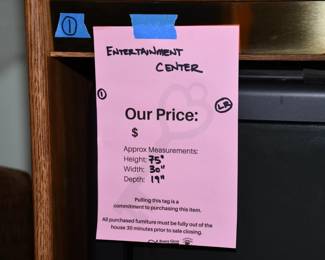 ①
ENTERTAINMENT
CENTER
①
LR
Our Price:
$
Approx Measurements:
Height: 75"
Width: 30"
Depth: 19"
Pulling this tag is a
commitment to purchasing this item.
All purchased furniture must be fully out of the
house 30 minutes prior to sale closing.